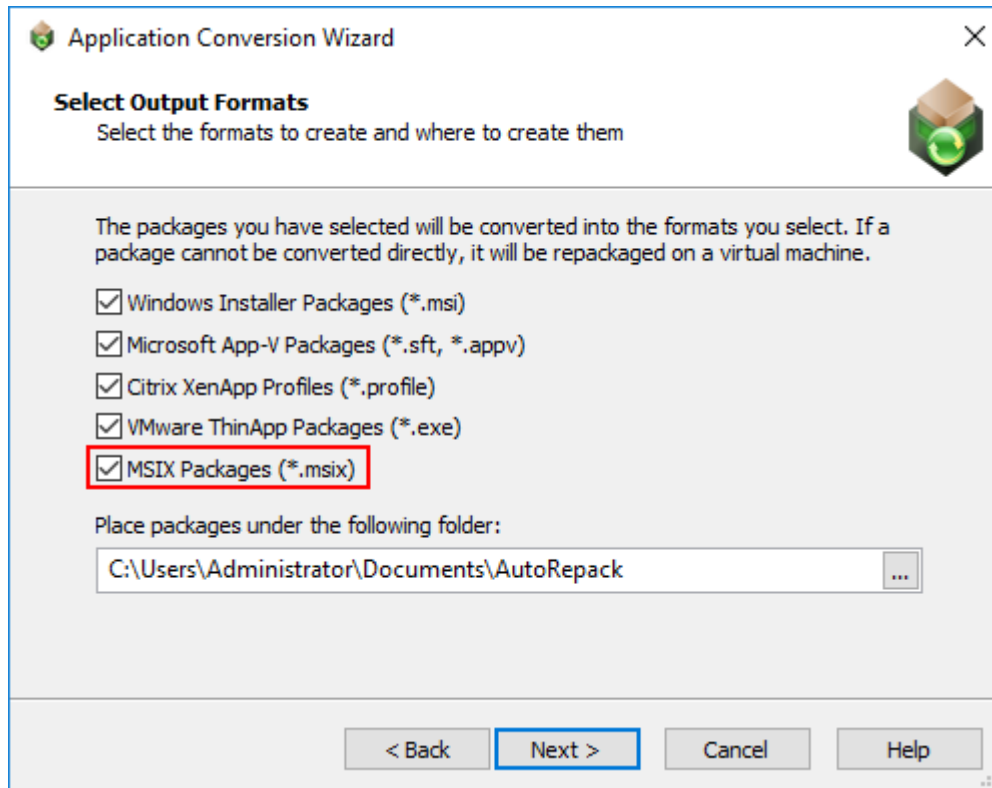 Application Conversion Wizard
Select Output Formats
Select the formats to create and where to create them
The packages you have selected will be converted into the formats you select. If a
package cannot be converted directly, it will be repackaged on a virtual machine.
Windows Installer Packages (*.msi)
Microsoft App-V Packages (*.sft, *.appv)
Citrix XenApp Profiles (*.profile)
VMware ThinApp Packages (*.exe)
MSIX Packages (*.msix)
Place packages under the following folder:
C:\Users\Administrator\Documents\AutoRepack
...
< Back Next > Cancel Help